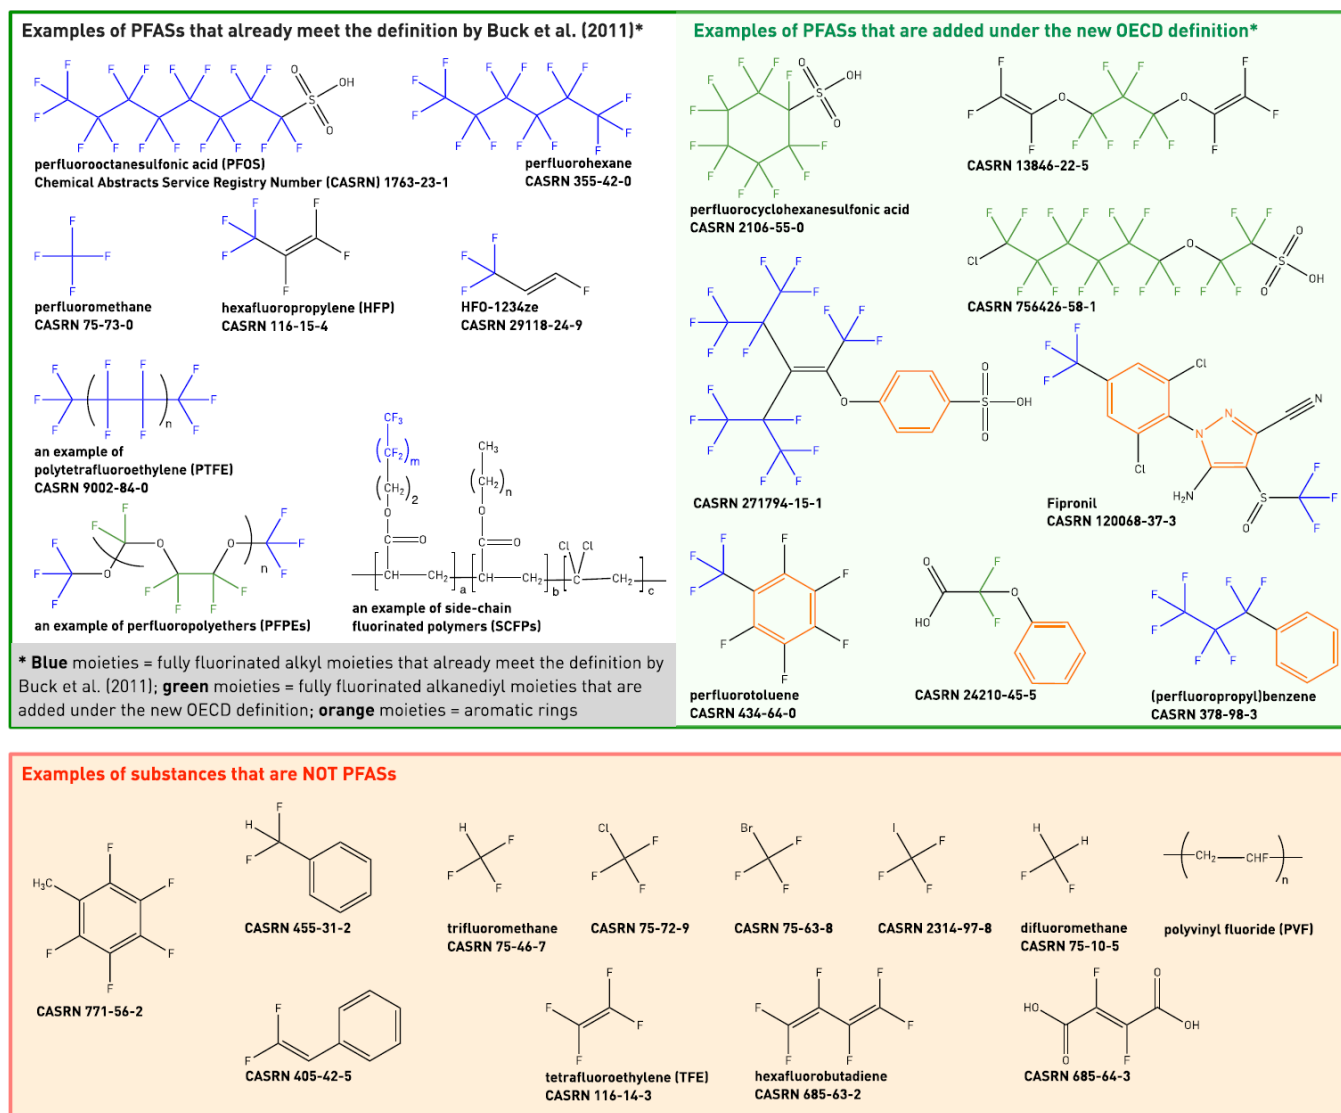 Examples of PFASs that already meet the definition by Buck et al. (2011)*
perfluorooctanesulfonic acid (PFOS)
Chemical Abstracts Service Registry Number (CASRN) 1763-23-1
perfluorohexane
CASRN 355-42-0
perfluoromethane
CASRN 75-73-0
hexafluoropropylene (HFP)
CASRN 116-15-4
HFO-1234ze
CASRN 29118-24-9
an example of
polytetrafluoroethylene (PTFE)
CASRN 9002-84-0
an example of perfluoropolyethers (PFPEs)
an example of side-chain
fluorinated polymers (SCFPs)
* Blue moieties = fully fluorinated alkyl moieties that already meet the definition by
Buck et al. (2011); green moieties = fully fluorinated alkanediyl moieties that are
added under the new OECD definition; orange moieties = aromatic rings
Examples of PFASs that are added under the new OECD definition*
perfluorocyclohexanesulfonic acid
CASRN 2106-55-0
CASRN 13846-22-5
CASRN 756426-58-1
CASRN 271794-15-1
Fipronil
CASRN 120068-37-3
perfluorotoluene
CASRN 434-64-0
CASRN 24210-45-5
(perfluoropropyl)benzene
CASRN 378-98-3
Examples of substances that are NOT PFASs
CASRN 771-56-2
CASRN 455-31-2
trifluoromethane
CASRN 75-46-7
CASRN 75-72-9
CASRN 75-63-8
CASRN 2314-97-8
difluoromethane
CASRN 75-10-5
polyvinyl fluoride (PVF)
CASRN 405-42-5
tetrafluoroethylene (TFE)
CASRN 116-14-3
hexafluorobutadiene
CASRN 685-63-2
CASRN 685-64-3